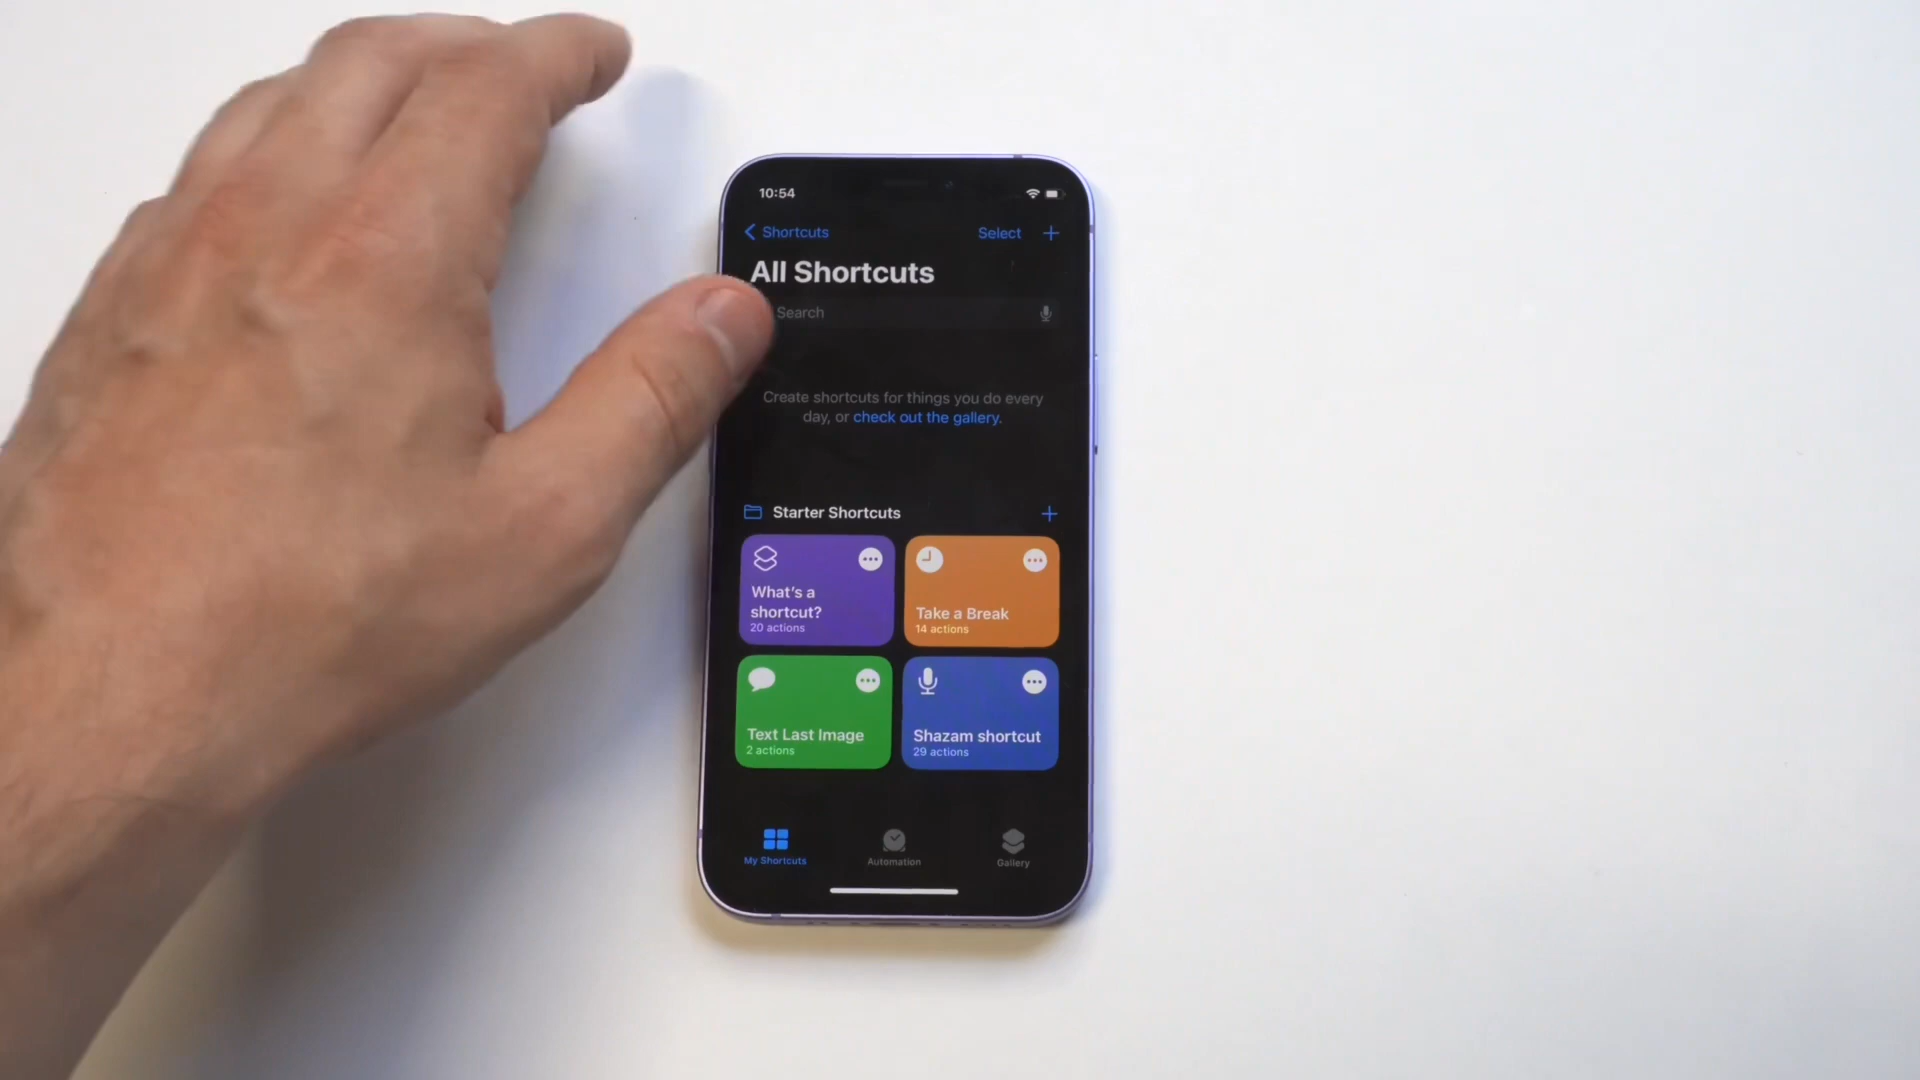 10:54
Shortcuts
Select
All Shortcuts
Search
Create shortcuts for things you do every
day, or check out the gallery.
Starter Shortcuts
What's a
shortcut?
20 actions
Take a Break
14 actions
Text Last Image
2 actions
Shazam shortcut
29 actions
My Shortcuts
Automation
Gallery